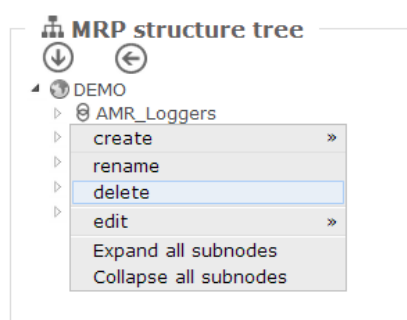 MRP structure tree
DEMO
AMR_Loggers
create »
rename
delete
edit »
Expand all subnodes
Collapse all subnodes